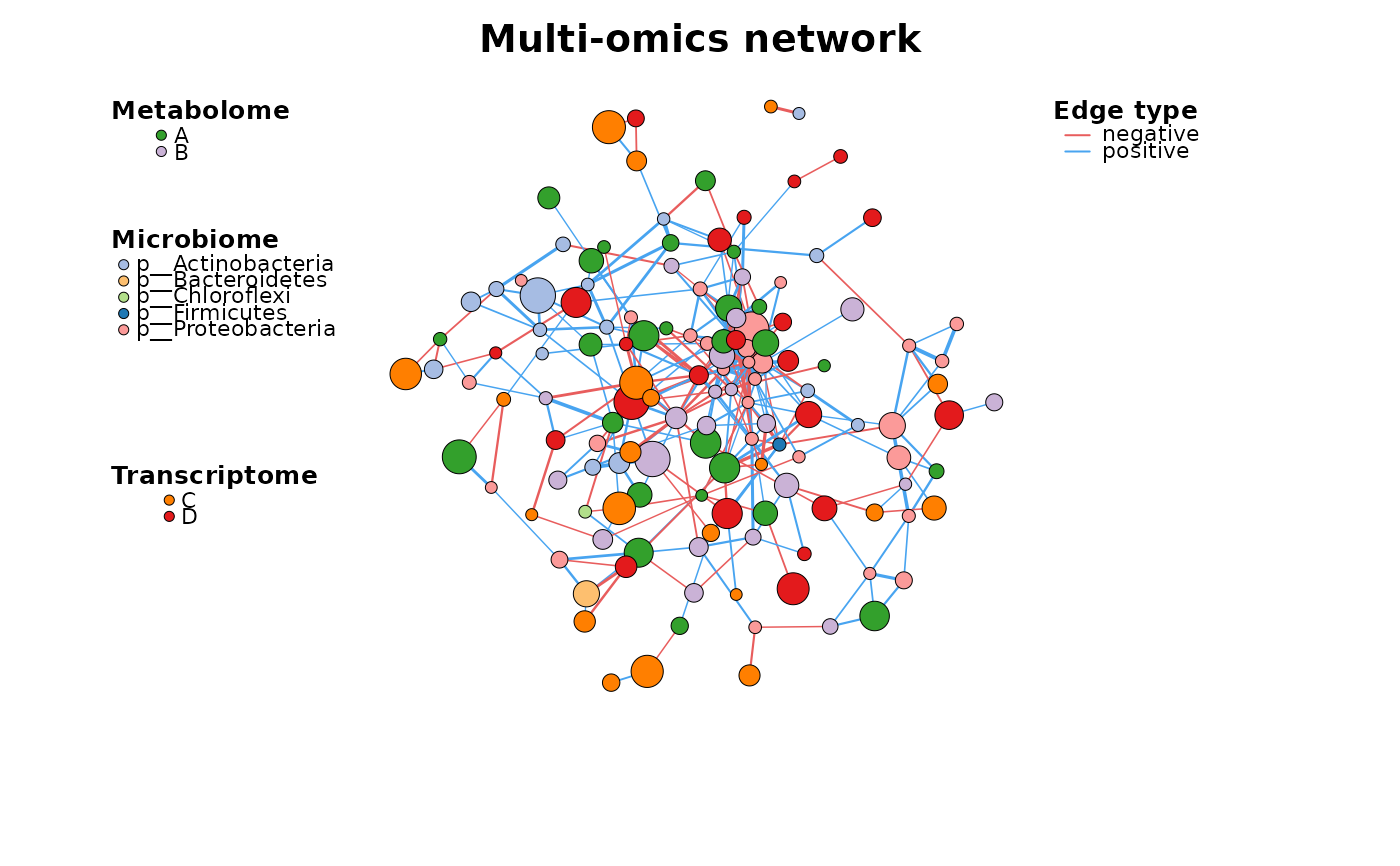 Multi-omics network
Metabolome
A
B
Microbiome
p__Actinobacteria
p__Bacteroidetes
p__Chloroflexi
p__Firmicutes
p__Proteobacteria
Transcriptome
C
D
Edge type
negative
positive